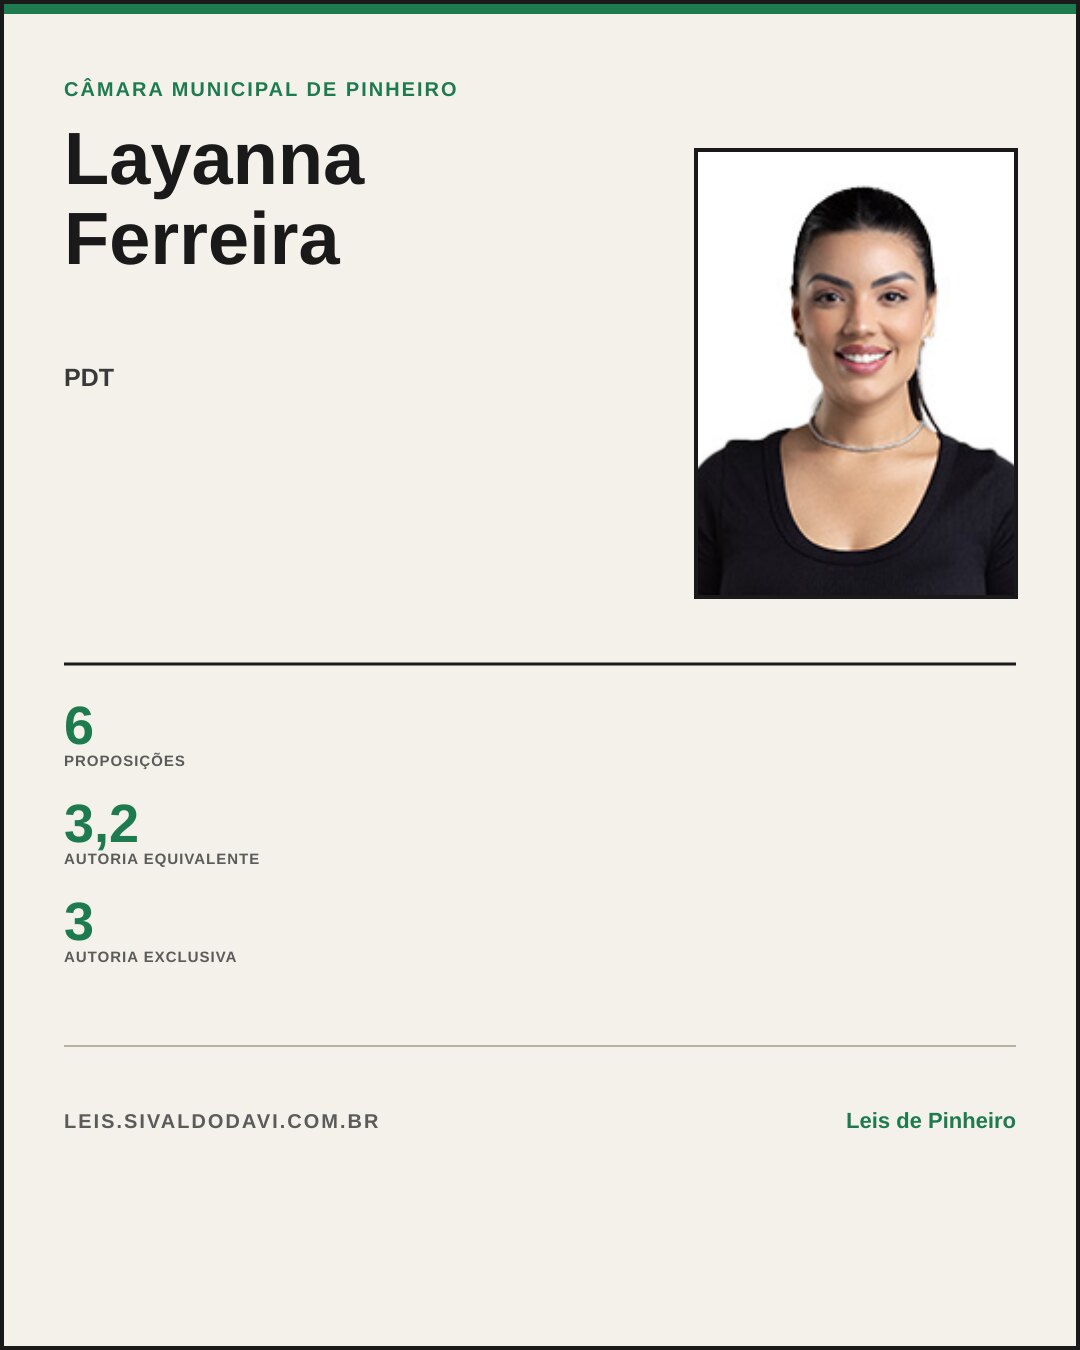 CÂMARA MUNICIPAL DE PINHEIRO
Layanna
Ferreira
PDT
6
PROPOSIÇÕES
3,2
AUTORIA EQUIVALENTE
3
AUTORIA EXCLUSIVA
LEIS.SIVALDODAVI.COM.BR
Leis de Pinheiro